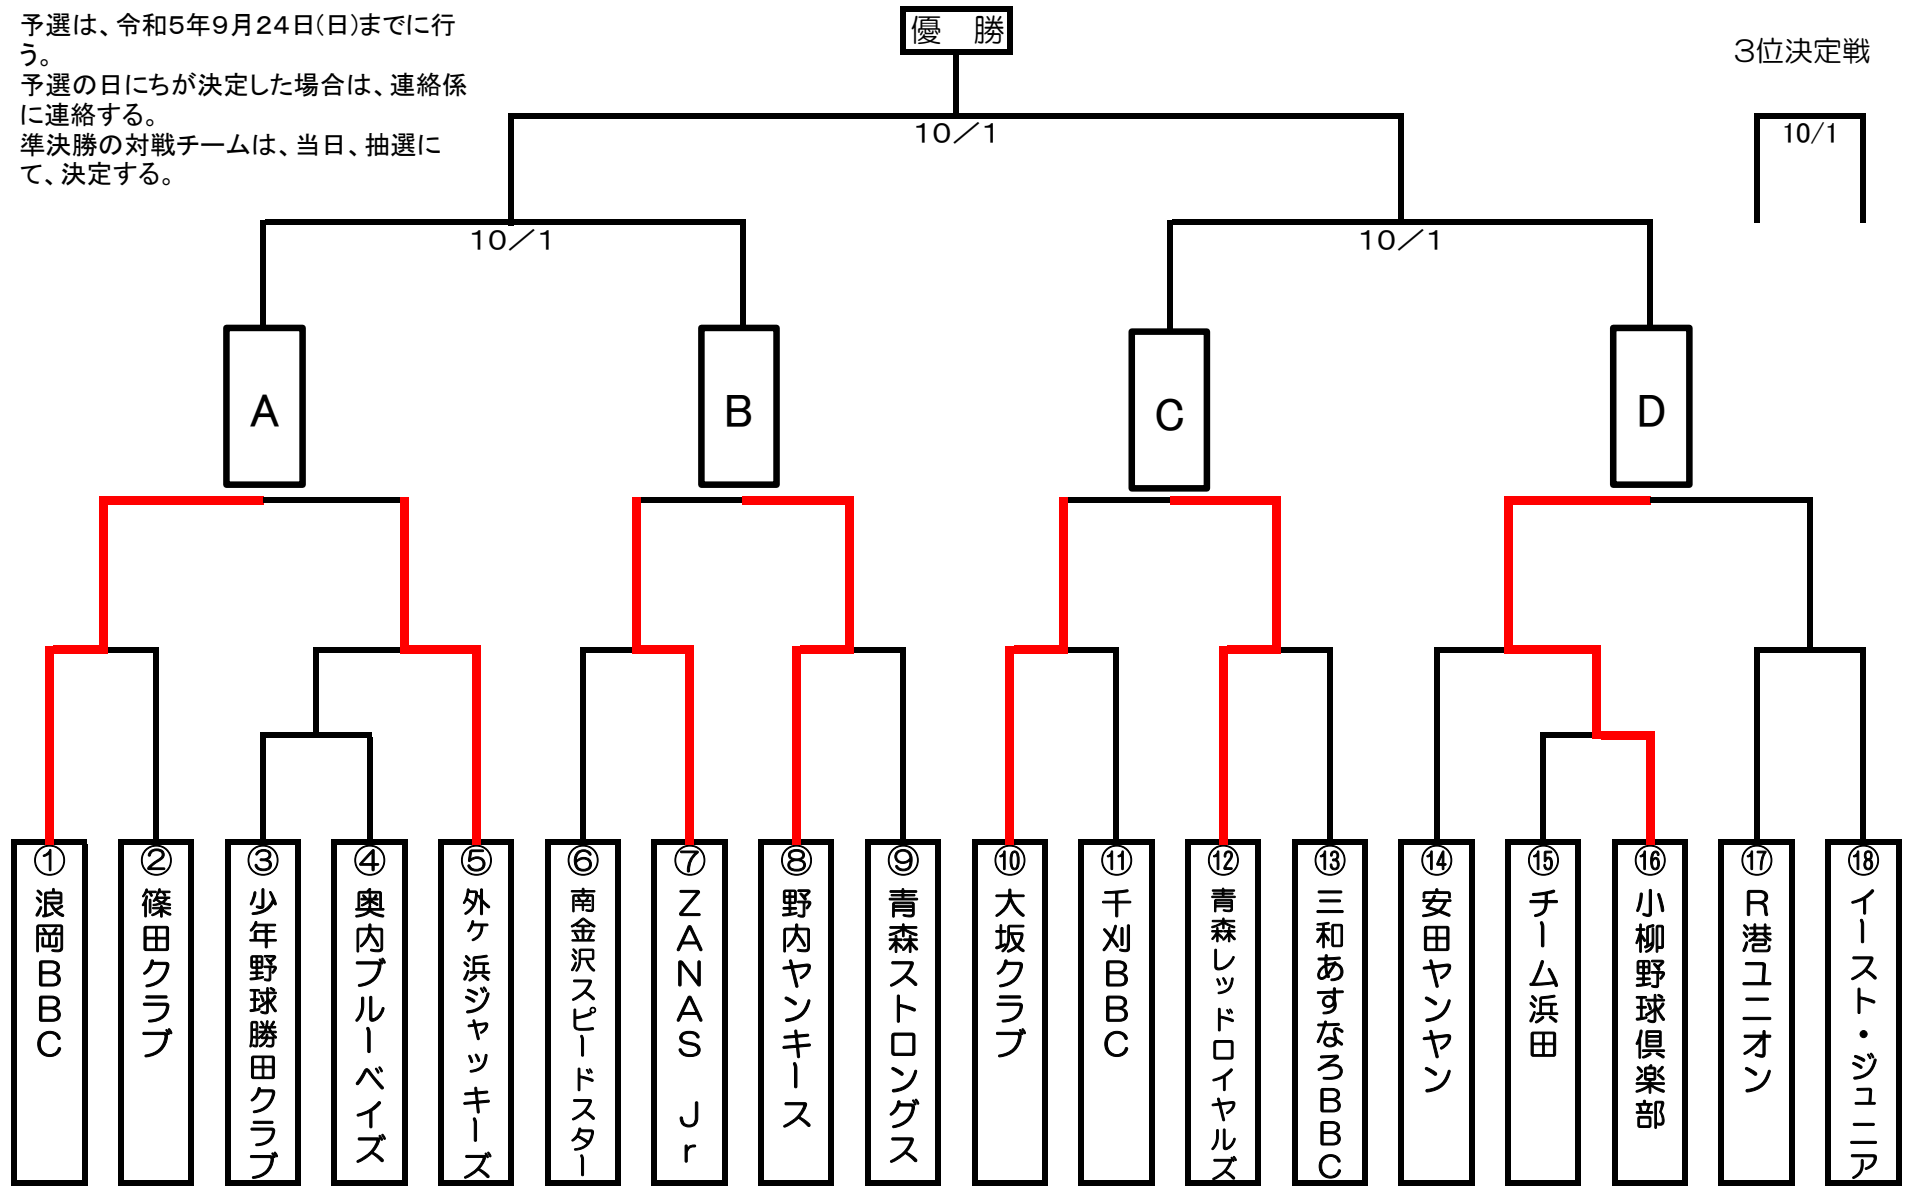 予選は、令和5年9月24日(日)までに行
う。
予選の日にちが決定した場合は、連絡係
に連絡する。
準決勝の対戦チームは、当日、抽選に
て、決定する。
優　勝
3位決定戦
10／1
10/1
10／1
10／1
A
B
C
D
①浪岡BBC
②篠田クラブ
③少年野球勝田クラブ
④奥内ブルーベイズ
⑤外ヶ浜ジャッキーズ
⑥南金沢スピードスター
⑦ZANAS Jr
⑧野内ヤンキース
⑨青森ストロングス
⑩大坂クラブ
⑪千刈BBC
⑫青森レッドロイヤルズ
⑬三和あすなろBBC
⑭安田ヤンヤン
⑮チーム浜田
⑯小柳野球倶楽部
⑰R港ユニオン
⑱イースト・ジュニア